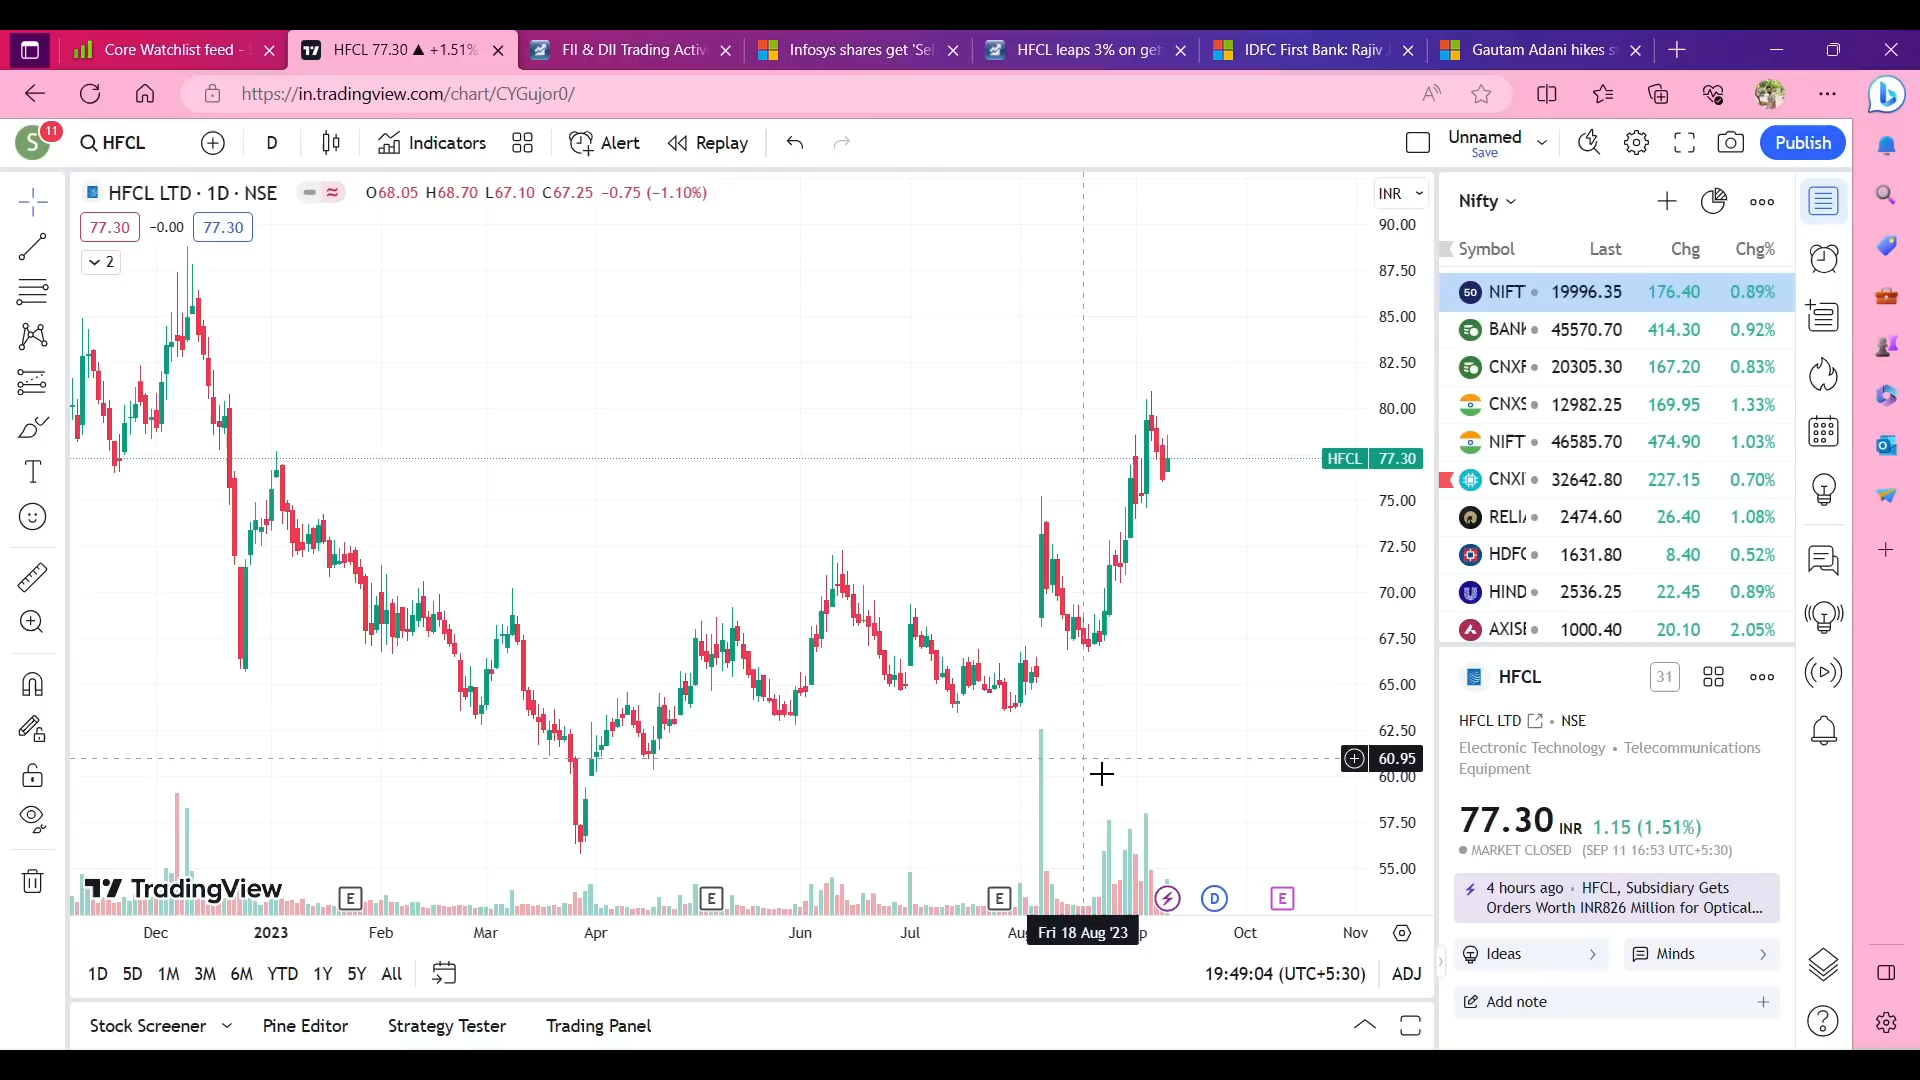 Core Watchlist feed -
HFCL 77.30 ▲ +1.51%
FII & DII Trading Activ
Infosys shares get 'Sel
HFCL leaps 3% on get
IDFC First Bank: Rajiv J
Gautam Adani hikes s
https://in.tradingview.com/chart/CYGujor0/
S 11
HFCL
D
Indicators
Alert
Replay
Unnamed
Save
Publish
HFCL LTD · 1D · NSE
O68.05 H68.70 L67.10 C67.25 −0.75 (−1.10%)
INR
77.30 −0.00 77.30
2
90.00
87.50
85.00
82.50
80.00
HFCL 77.30
75.00
72.50
70.00
67.50
65.00
62.50
60.95
60.00
57.50
55.00
TradingView
E
E
E
D
E
Dec 2023 Feb Mar Apr Jun Jul Fri 18 Aug '23 Oct Nov
1D 5D 1M 3M 6M YTD 1Y 5Y All
19:49:04 (UTC+5:30) ADJ
Stock Screener Pine Editor Strategy Tester Trading Panel
Nifty
Symbol Last Chg Chg%
50 NIFT 19996.35 176.40 0.89%
BANK 45570.70 414.30 0.92%
CNXF 20305.30 167.20 0.83%
CNXS 12982.25 169.95 1.33%
NIFT 46585.70 474.90 1.03%
CNXI 32642.80 227.15 0.70%
RELI 2474.60 26.40 1.08%
HDFC 1631.80 8.40 0.52%
HIND 2536.25 22.45 0.89%
AXISE 1000.40 20.10 2.05%
HFCL
31
HFCL LTD • NSE
Electronic Technology • Telecommunications
Equipment
77.30 INR 1.15 (1.51%)
MARKET CLOSED (SEP 11 16:53 UTC+5:30)
4 hours ago · HFCL, Subsidiary Gets
Orders Worth INR826 Million for Optical...
Ideas
Minds
Add note